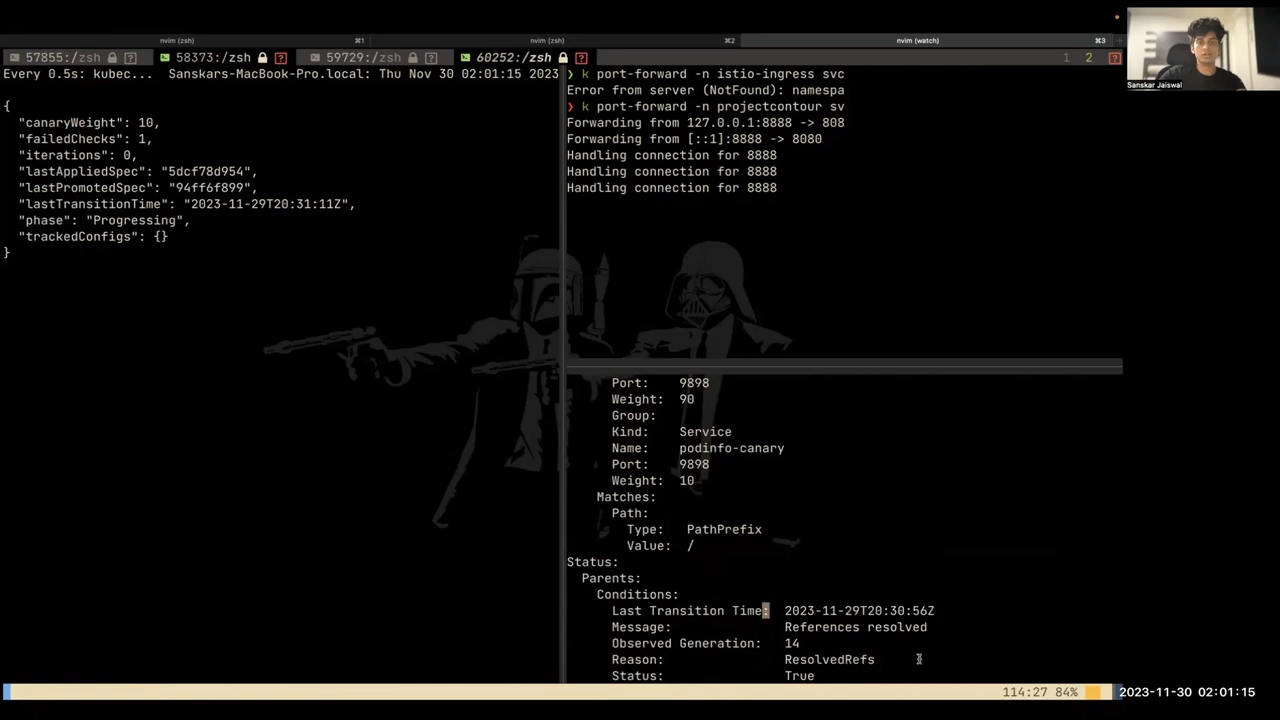 nvim (zsh) ⌘1 nvim (zsh) ⌘2 nvim (watch) ⌘3
57855:/zsh ? 58373:/zsh ? 59729:/zsh ? 60252:/zsh ? 1 2 ?
Every 0.5s: kubec... Sanskars-MacBook-Pro.local: Thu Nov 30 02:01:15 2023
{
"canaryWeight": 10,
"failedChecks": 1,
"iterations": 0,
"lastAppliedSpec": "5dcf78d954",
"lastPromotedSpec": "94ff6f899",
"lastTransitionTime": "2023-11-29T20:31:11Z",
"phase": "Progressing",
"trackedConfigs": {}
}
❯ k port-forward -n istio-ingress svc
Error from server (NotFound): namespa
❯ k port-forward -n projectcontour sv
Forwarding from 127.0.0.1:8888 -> 808
Forwarding from [::1]:8888 -> 8080
Handling connection for 8888
Handling connection for 8888
Handling connection for 8888
Port: 9898
Weight: 90
Group:
Kind: Service
Name: podinfo-canary
Port: 9898
Weight: 10
Matches:
Path:
Type: PathPrefix
Value: /
Status:
Parents:
Conditions:
Last Transition Time: 2023-11-29T20:30:56Z
Message: References resolved
Observed Generation: 14
Reason: ResolvedRefs
Status: True
114:27 84%
2023-11-30 02:01:15
Sanskar Jaiswal